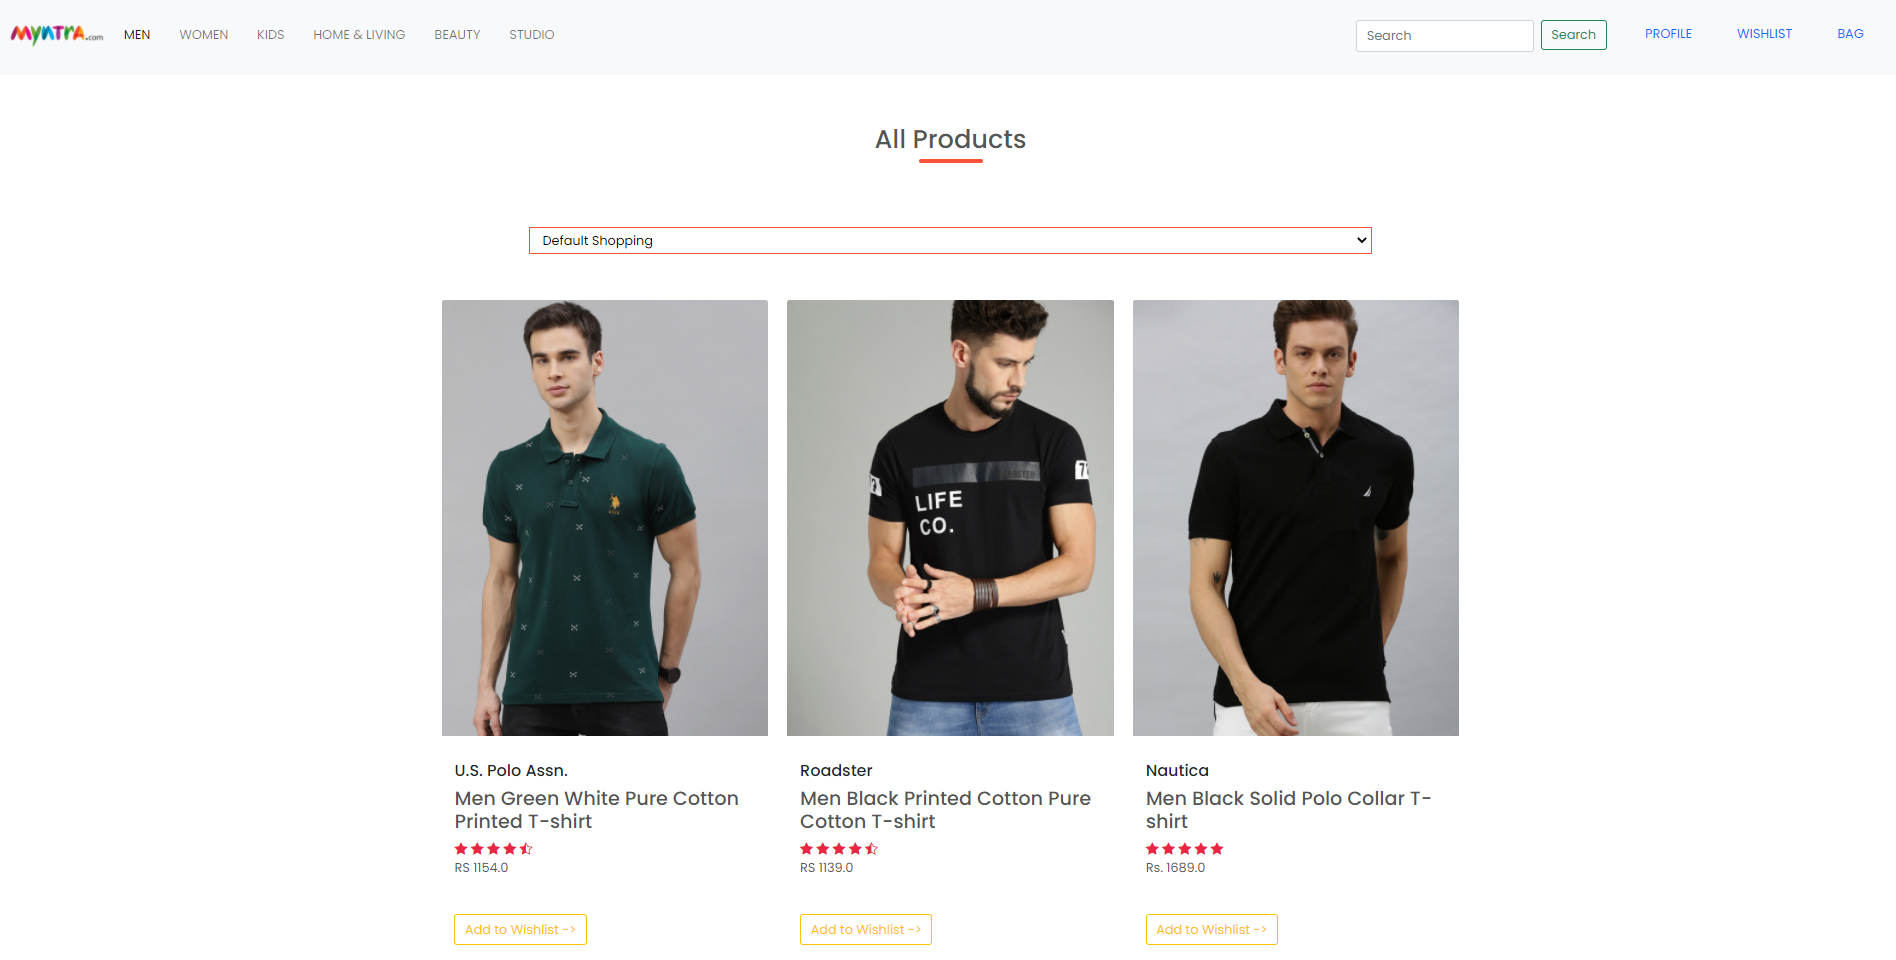 Myntra.com MEN WOMEN KIDS HOME & LIVING BEAUTY STUDIO Search Search PROFILE WISHLIST BAG
All Products
Default Shopping
LIFE
CO.
U.S. Polo Assn.
Men Green White Pure Cotton
Printed T-shirt
RS 1154.0
Add to Wishlist ->
Roadster
Men Black Printed Cotton Pure
Cotton T-shirt
RS 1139.0
Add to Wishlist ->
Nautica
Men Black Solid Polo Collar T-
shirt
Rs. 1689.0
Add to Wishlist ->